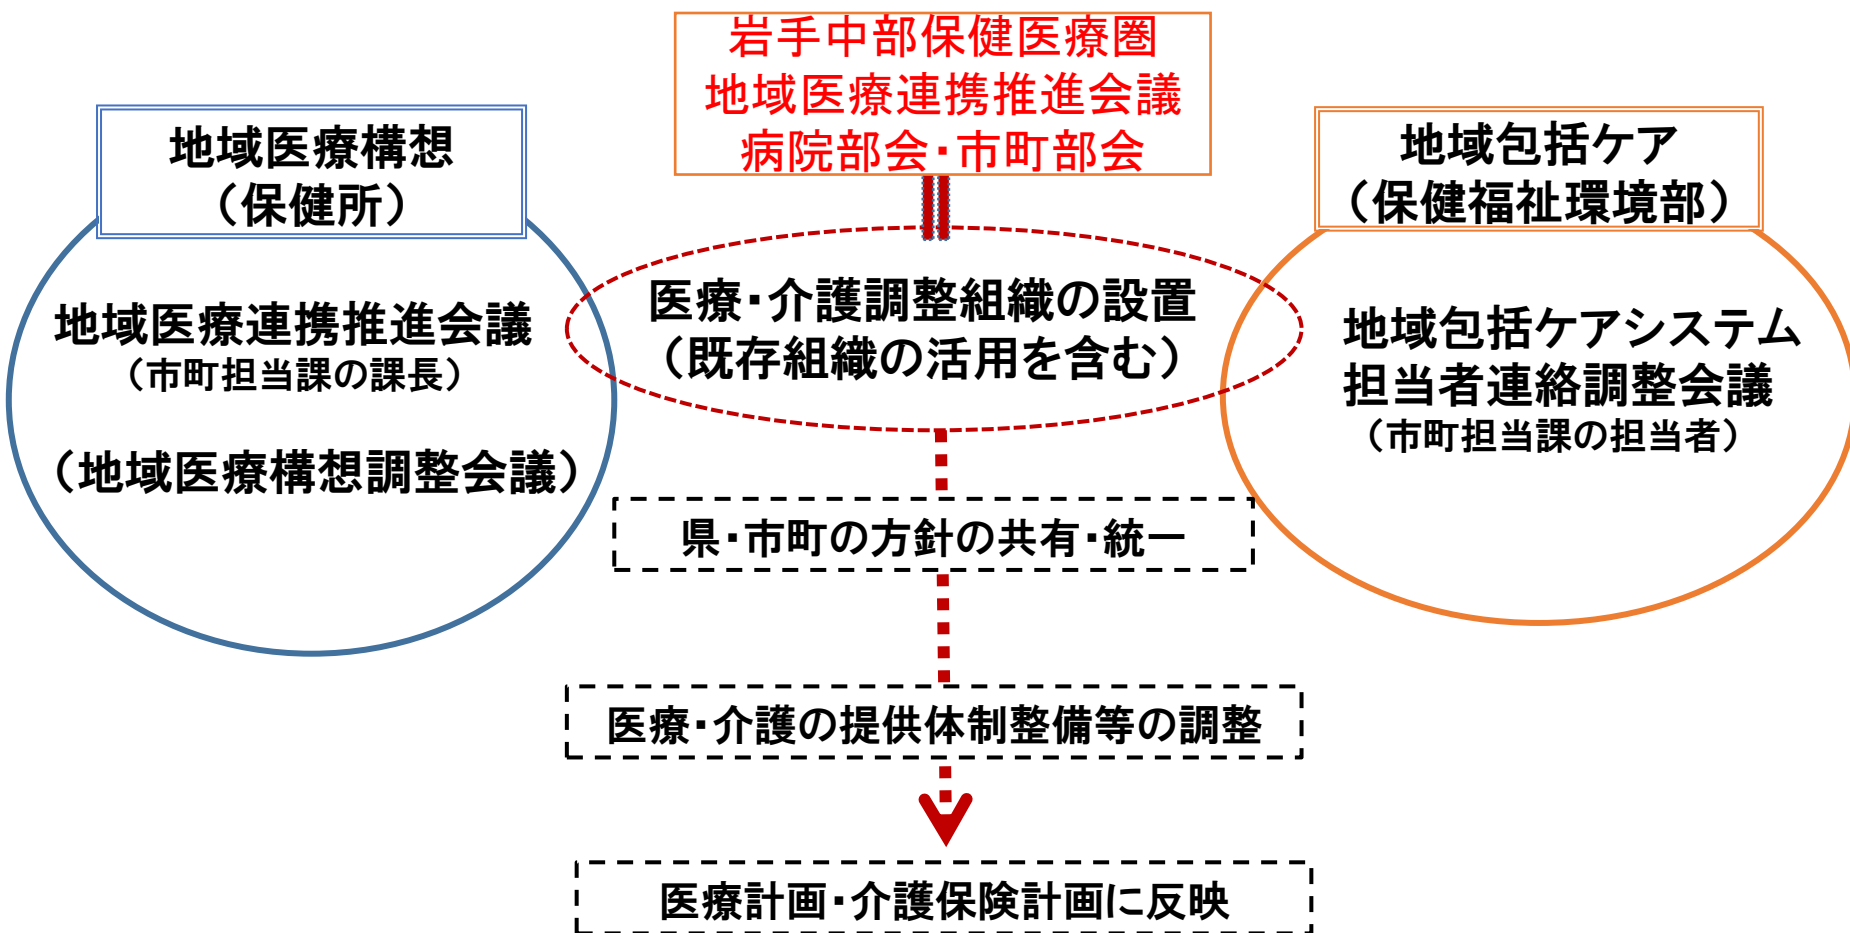 岩手中部保健医療圏
地域医療連携推進会議
病院部会・市町部会
地域医療構想
（保健所）
地域包括ケア
（保健福祉環境部）
地域医療連携推進会議
（市町担当課の課長）
（地域医療構想調整会議）
医療・介護調整組織の設置
（既存組織の活用を含む）
地域包括ケアシステム
担当者連絡調整会議
（市町担当課の担当者）
県・市町の方針の共有・統一
医療・介護の提供体制整備等の調整
医療計画・介護保険計画に反映